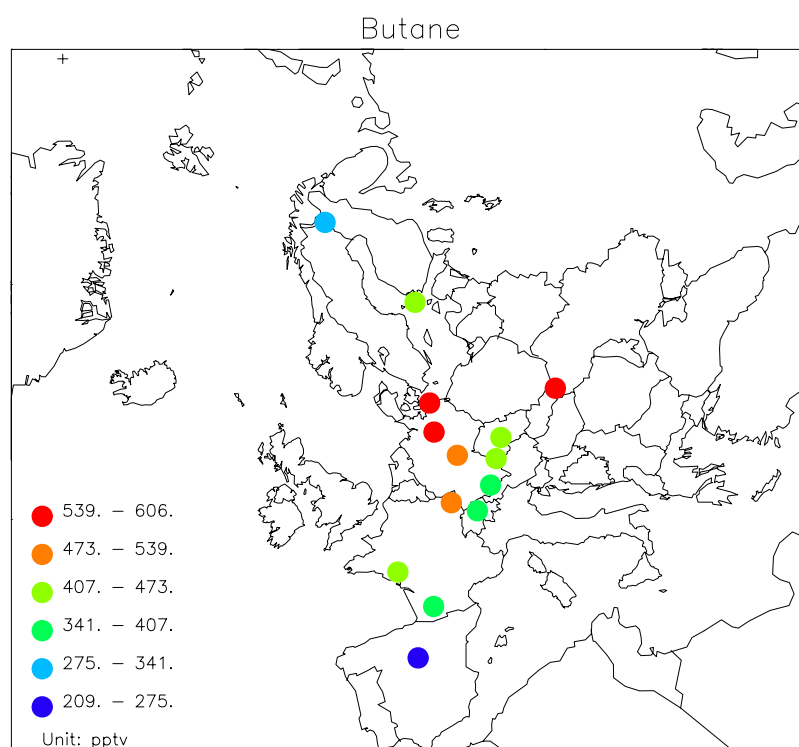 Butane
539. – 606.
473. – 539.
407. – 473.
341. – 407.
275. – 341.
209. – 275.
Unit: pptv